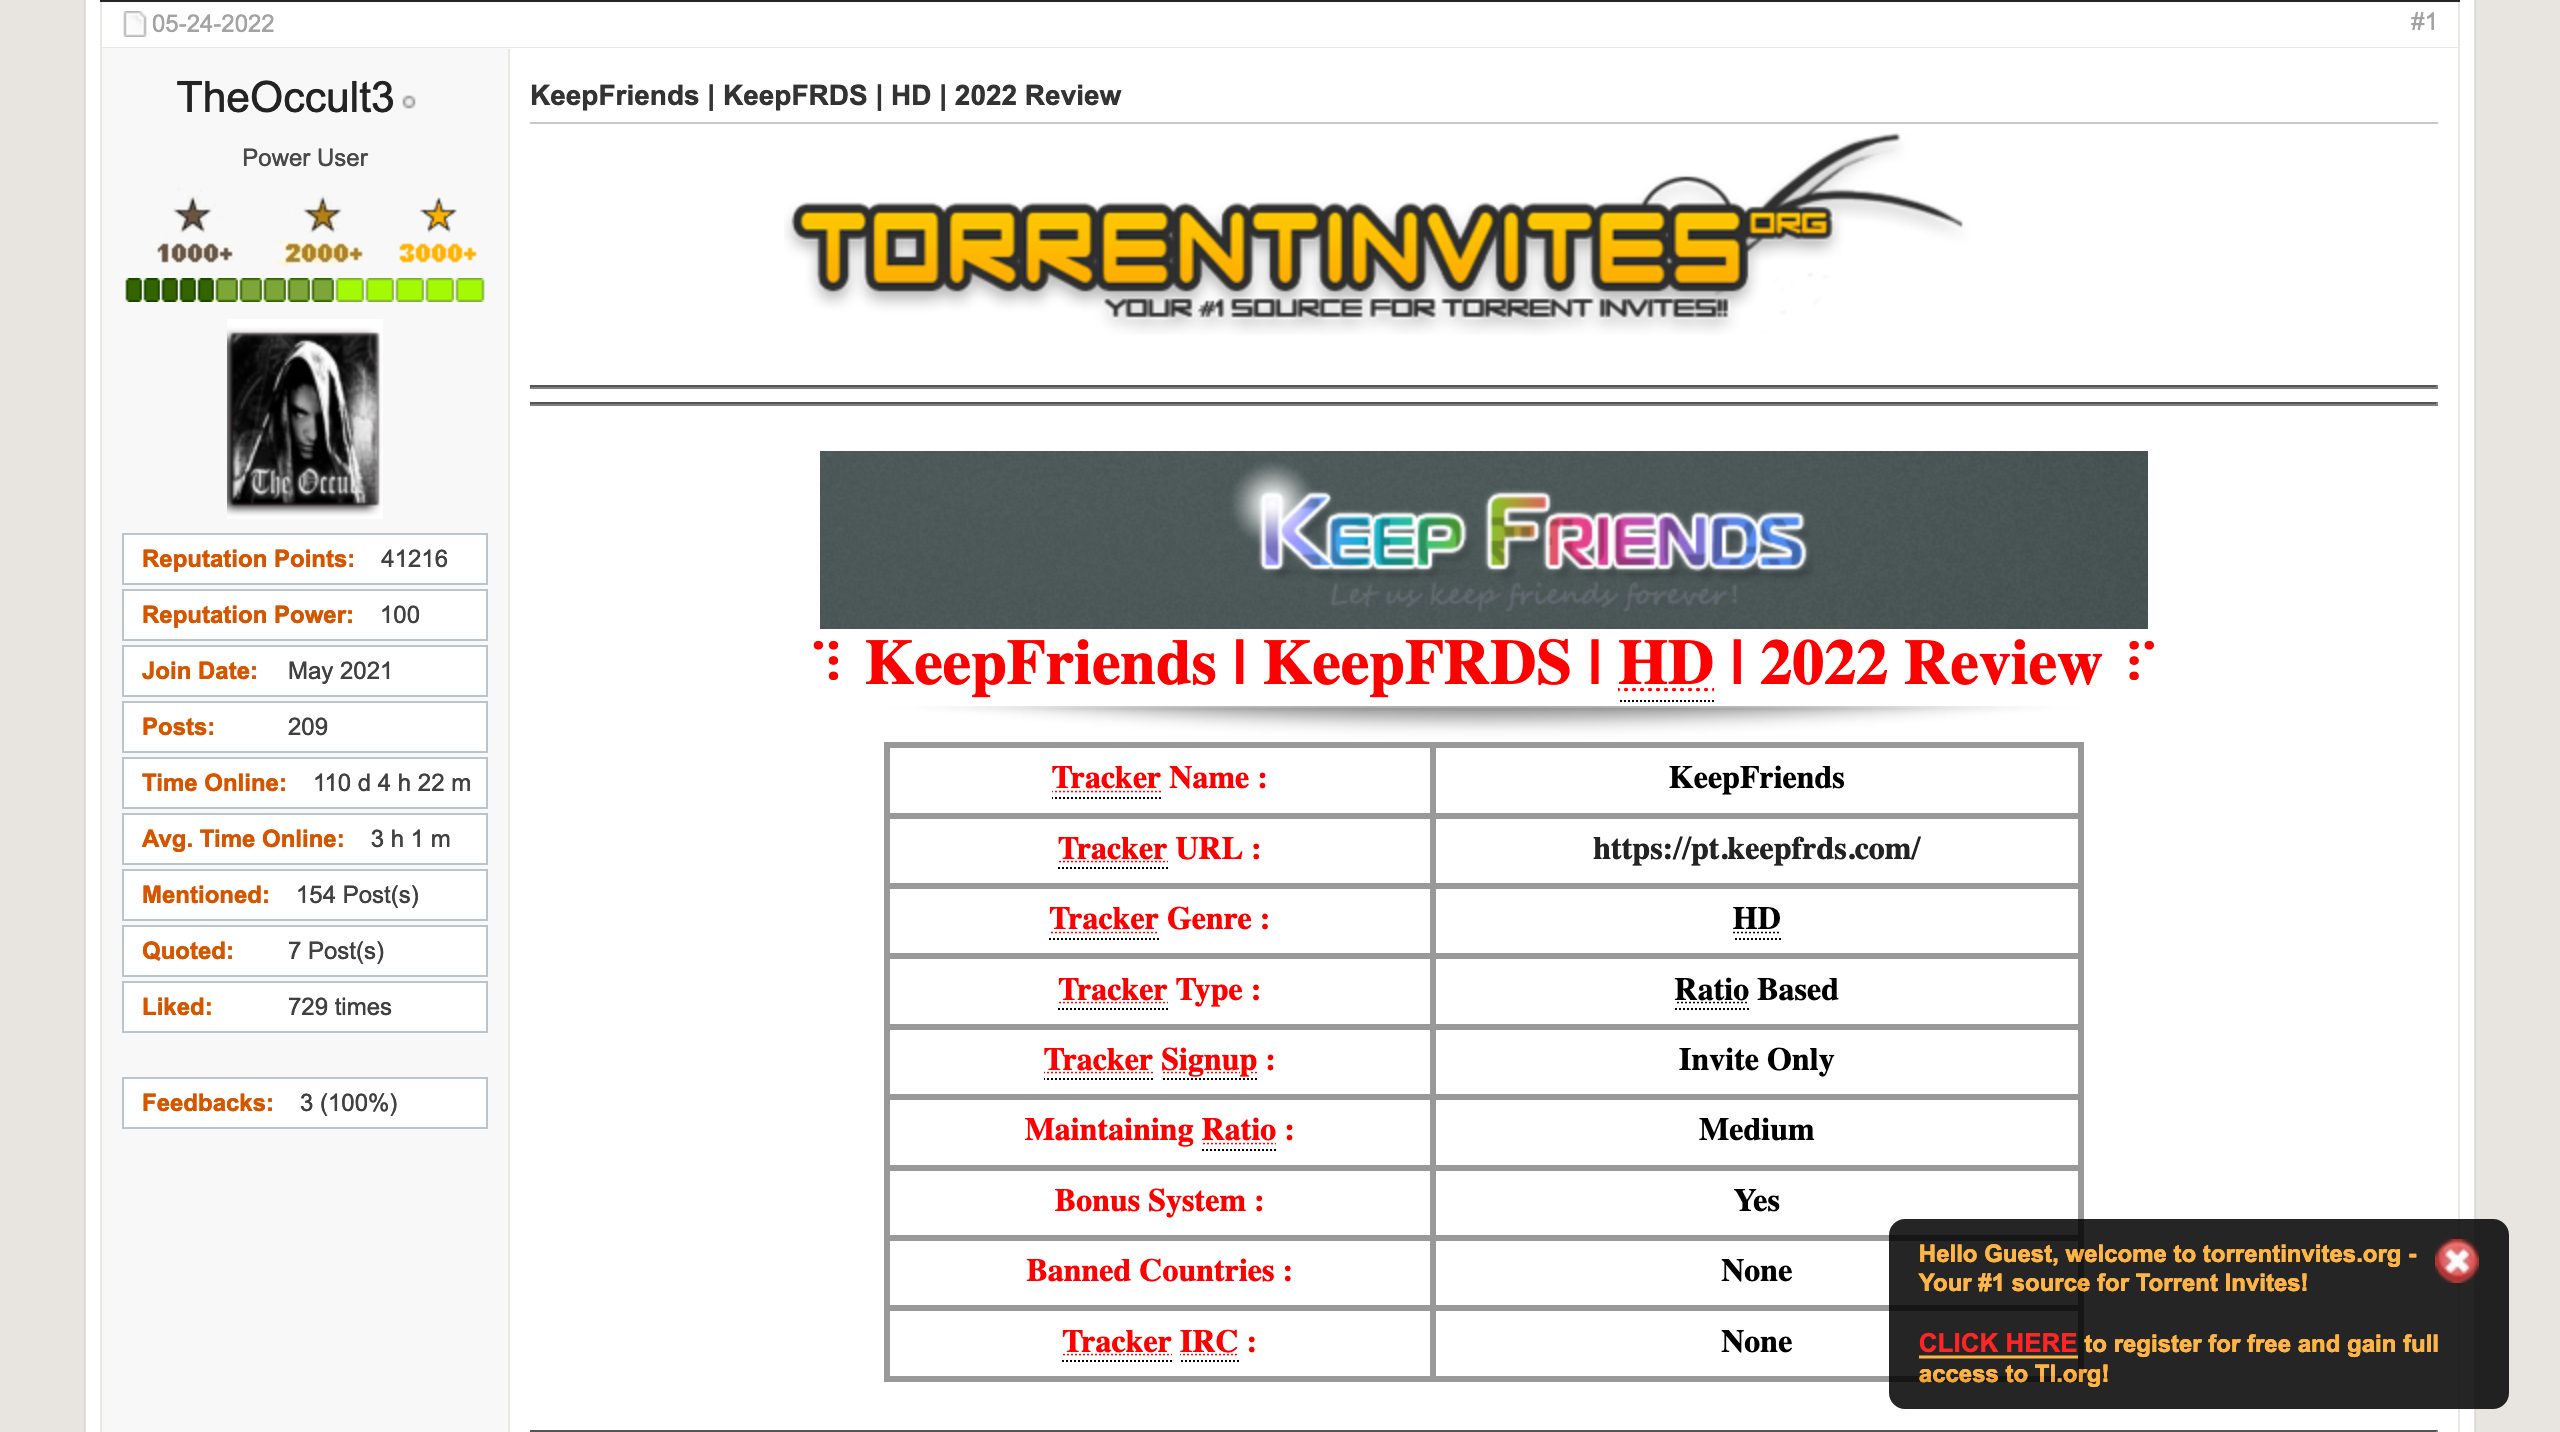 05-24-2022
#1
TheOccult3
Power User
1000+ 2000+ 3000+
The Occult
Reputation Points: 41216
Reputation Power: 100
Join Date: May 2021
Posts: 209
Time Online: 110 d 4 h 22 m
Avg. Time Online: 3 h 1 m
Mentioned: 154 Post(s)
Quoted: 7 Post(s)
Liked: 729 times
Feedbacks: 3 (100%)
KeepFriends | KeepFRDS | HD | 2022 Review
TORRENTINVITES ORG
YOUR #1 SOURCE FOR TORRENT INVITES!!
KEEP FRIENDS
Let us keep friends forever!
KeepFriends | KeepFRDS | HD | 2022 Review
Tracker Name : KeepFriends
Tracker URL : https://pt.keepfrds.com/
Tracker Genre : HD
Tracker Type : Ratio Based
Tracker Signup : Invite Only
Maintaining Ratio : Medium
Bonus System : Yes
Banned Countries : None
Tracker IRC : None
Hello Guest, welcome to torrentinvites.org -
Your #1 source for Torrent Invites!
CLICK HERE to register for free and gain full
access to TI.org!